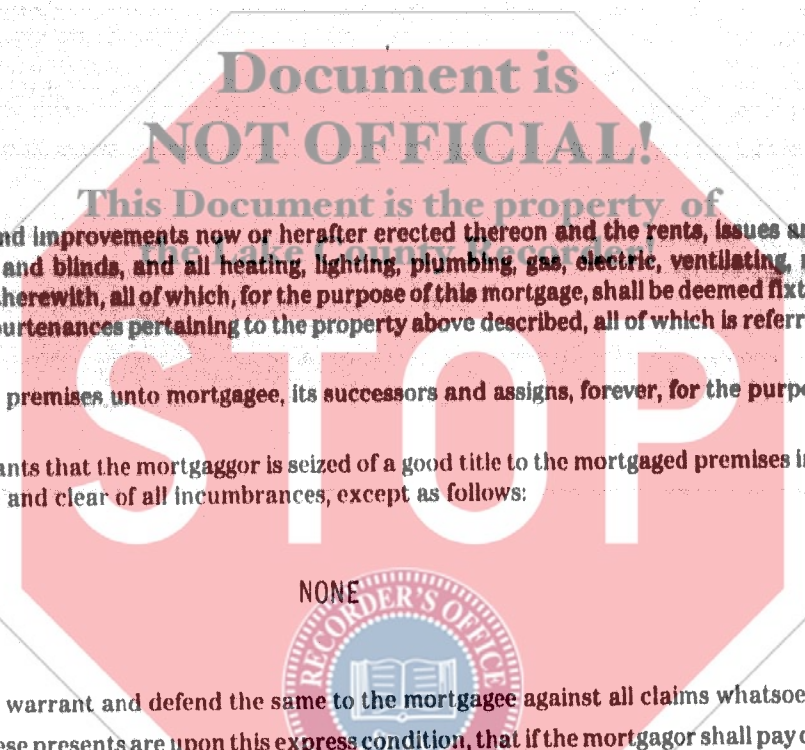 Document is
NOT OFFICIAL!
This Document is the property of
the Lake County Recorder!
nd improvements now or herafter erected thereon and the rents, issues a
and blinds, and all heating, lighting, plumbing, gas, electric, ventilating,
herewith, all of which, for the purpose of this mortgage, shall be deemed fixt
urtenances pertaining to the property above described, all of which is referr
premises unto mortgagee, its successors and assigns, forever, for the purpo
ants that the mortgaggor is seized of a good title to the mortgaged premises i
and clear of all incumbrances, except as follows:
STOP
NONE
RECORDER'S OFFICE
warrant and defend the same to the mortgagee against all claims whatsoe
ese presents are upon this express condition, that if the mortgagor shall pay